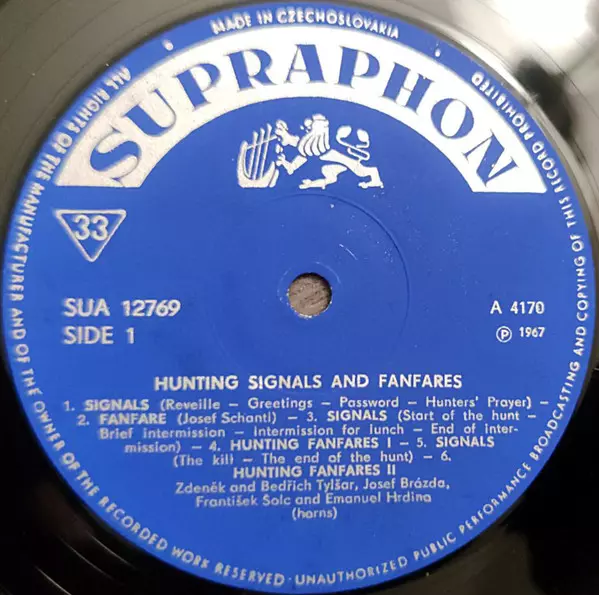 MADE IN CZECHOSLOVAKIA
SUPRAPHON
33
SUA 12769
SIDE 1
A 4170
Ⓟ 1967
HUNTING SIGNALS AND FANFARES
1. SIGNALS (Reveille – Greetings – Password – Hunters' Prayer) –
2. FANFARE (Josef Schantl) – 3. SIGNALS (Start of the hunt –
Brief intermission – Intermission for lunch – End of inter-
mission) – 4. HUNTING FANFARES I – 5. SIGNALS
(The kill – The end of the hunt) – 6.
HUNTING FANFARES II
Zdeněk and Bedřich Tylšar, Josef Brázda,
František Šolc and Emanuel Hrdina
(horns)
ALL RIGHTS OF THE MANUFACTURER AND OF THE OWNER OF THE RECORDED WORK RESERVED · UNAUTHORIZED PUBLIC PERFORMANCE BROADCASTING AND COPYING OF THIS RECORD PROHIBITED